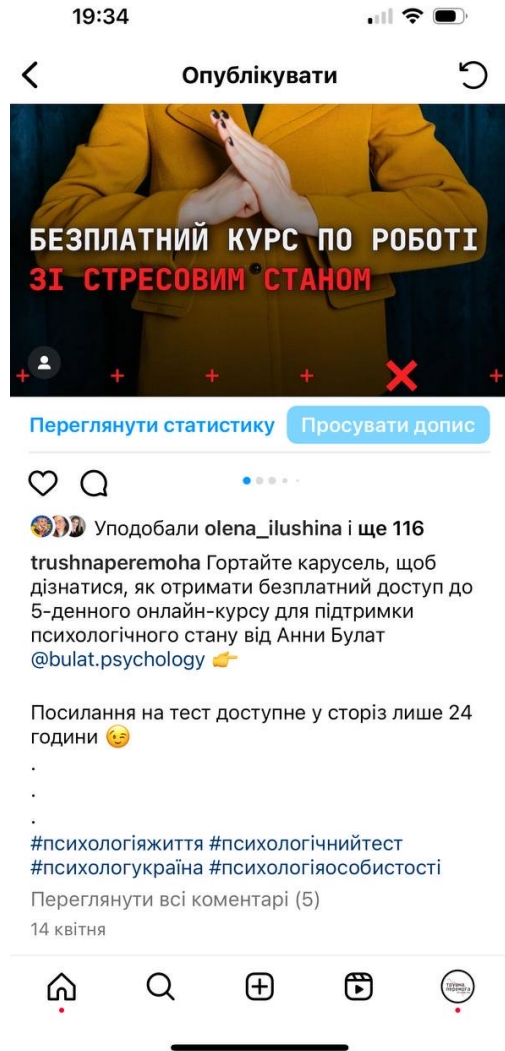 19:34
Опублікувати
БЕЗПЛАТНИЙ КУРС ПО РОБОТІ
ЗІ СТРЕСОВИМ СТАНОМ
Переглянути статистику
Просувати допис
Уподобали olena_ilushina і ще 116
trushnaperemoha Гортайте карусель, щоб
дізнатися, як отримати безплатний доступ до
5-денного онлайн-курсу для підтримки
психологічного стану від Анни Булат
@bulat.psychology 👉
Посилання на тест доступне у сторіз лише 24
години 😉
.
.
.
#психологіяжиття #психологічнийтест
#психологукраїна #психологіяособистості
Переглянути всі коментарі (5)
14 квітня